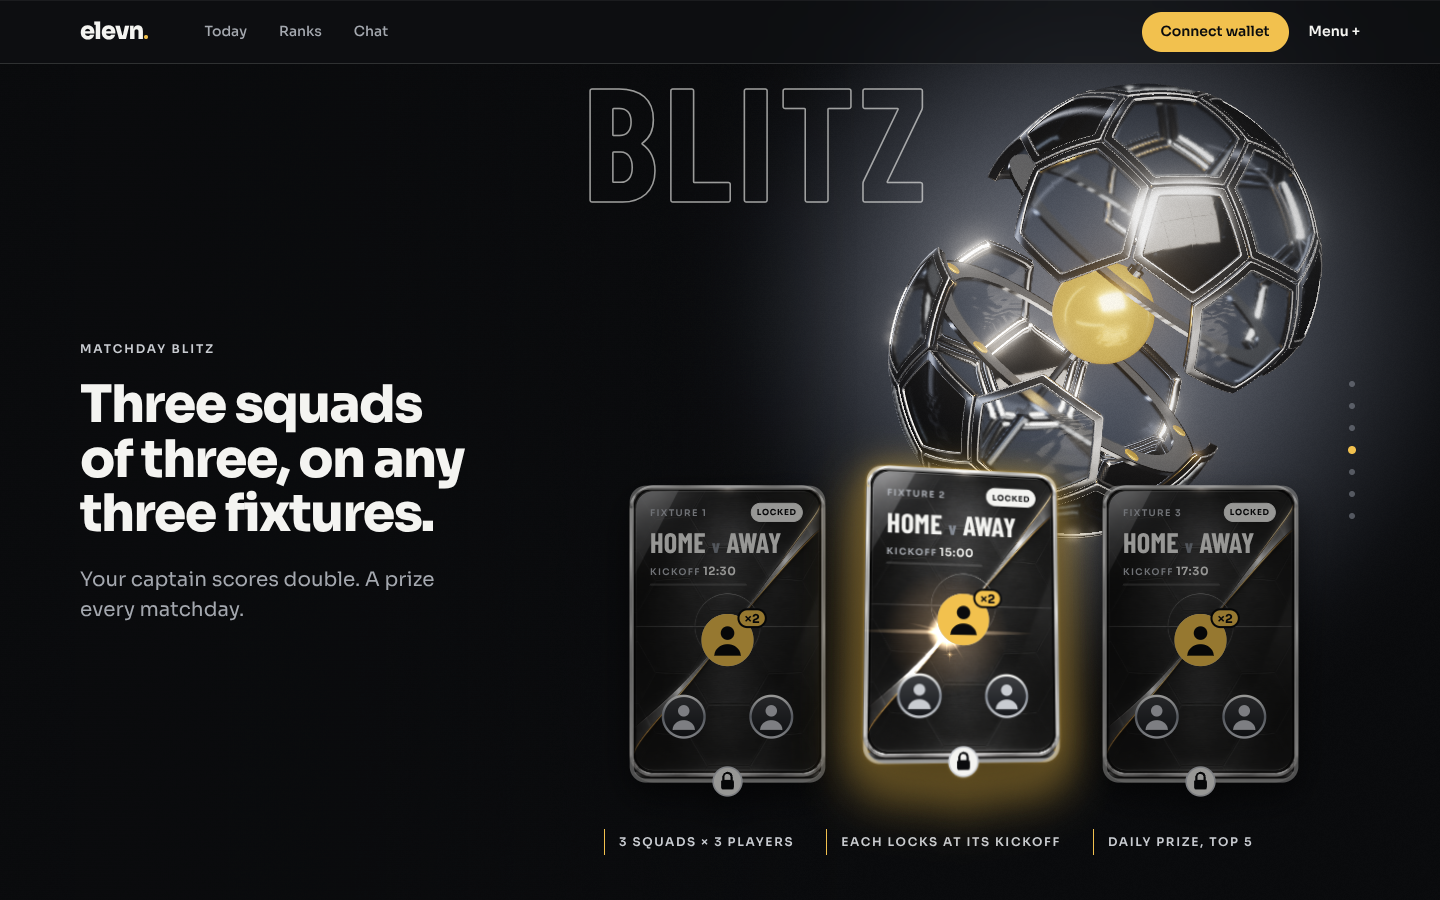 elevn.
Today
Ranks
Chat
Connect wallet
Menu +
BLITZ
MATCHDAY BLITZ
Three squads
of three, on any
three fixtures.
Your captain scores double. A prize
every matchday.
FIXTURE 1
LOCKED
HOME v AWAY
KICKOFF 12:30
×2
FIXTURE 2
LOCKED
HOME v AWAY
KICKOFF 15:00
×2
FIXTURE 3
LOCKED
HOME v AWAY
KICKOFF 17:30
×2
3 SQUADS × 3 PLAYERS
EACH LOCKS AT ITS KICKOFF
DAILY PRIZE, TOP 5